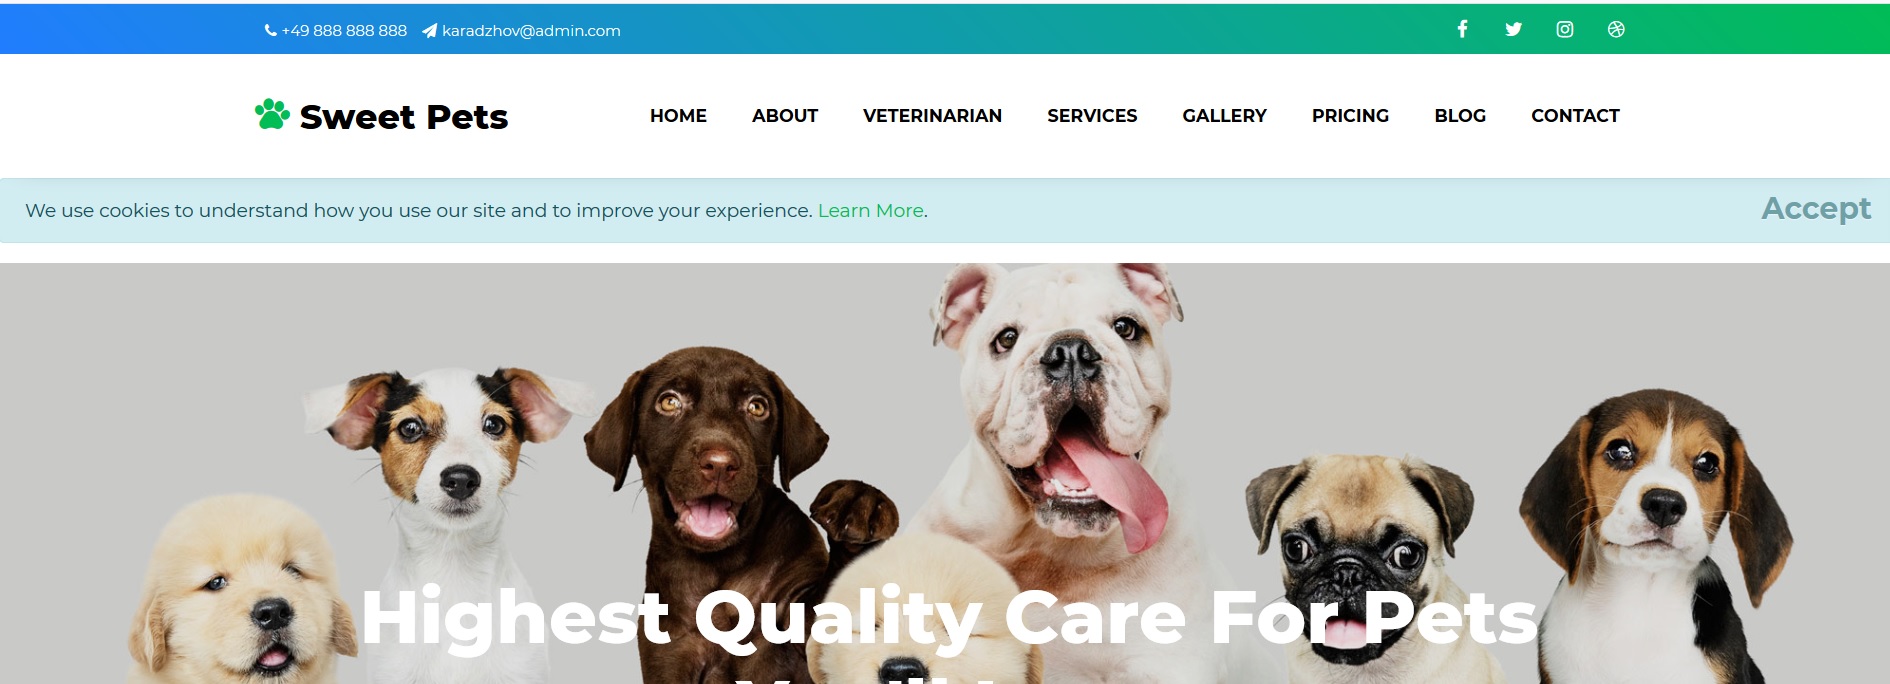 +49 888 888 888 karadzhov@admin.com
Sweet Pets
HOME ABOUT VETERINARIAN SERVICES GALLERY PRICING BLOG CONTACT
We use cookies to understand how you use our site and to improve your experience. Learn More.
Accept
Highest Quality Care For Pets